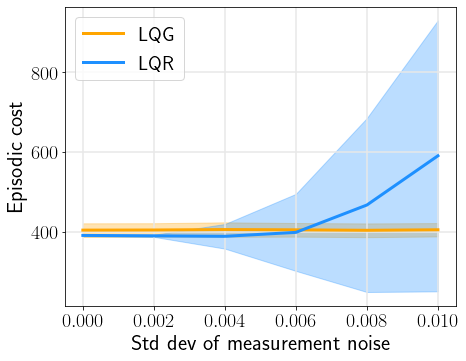 LQG
LQR
Episodic cost
800
600
400
0.000 0.002 0.004 0.006 0.008 0.010
Std dev of measurement noise